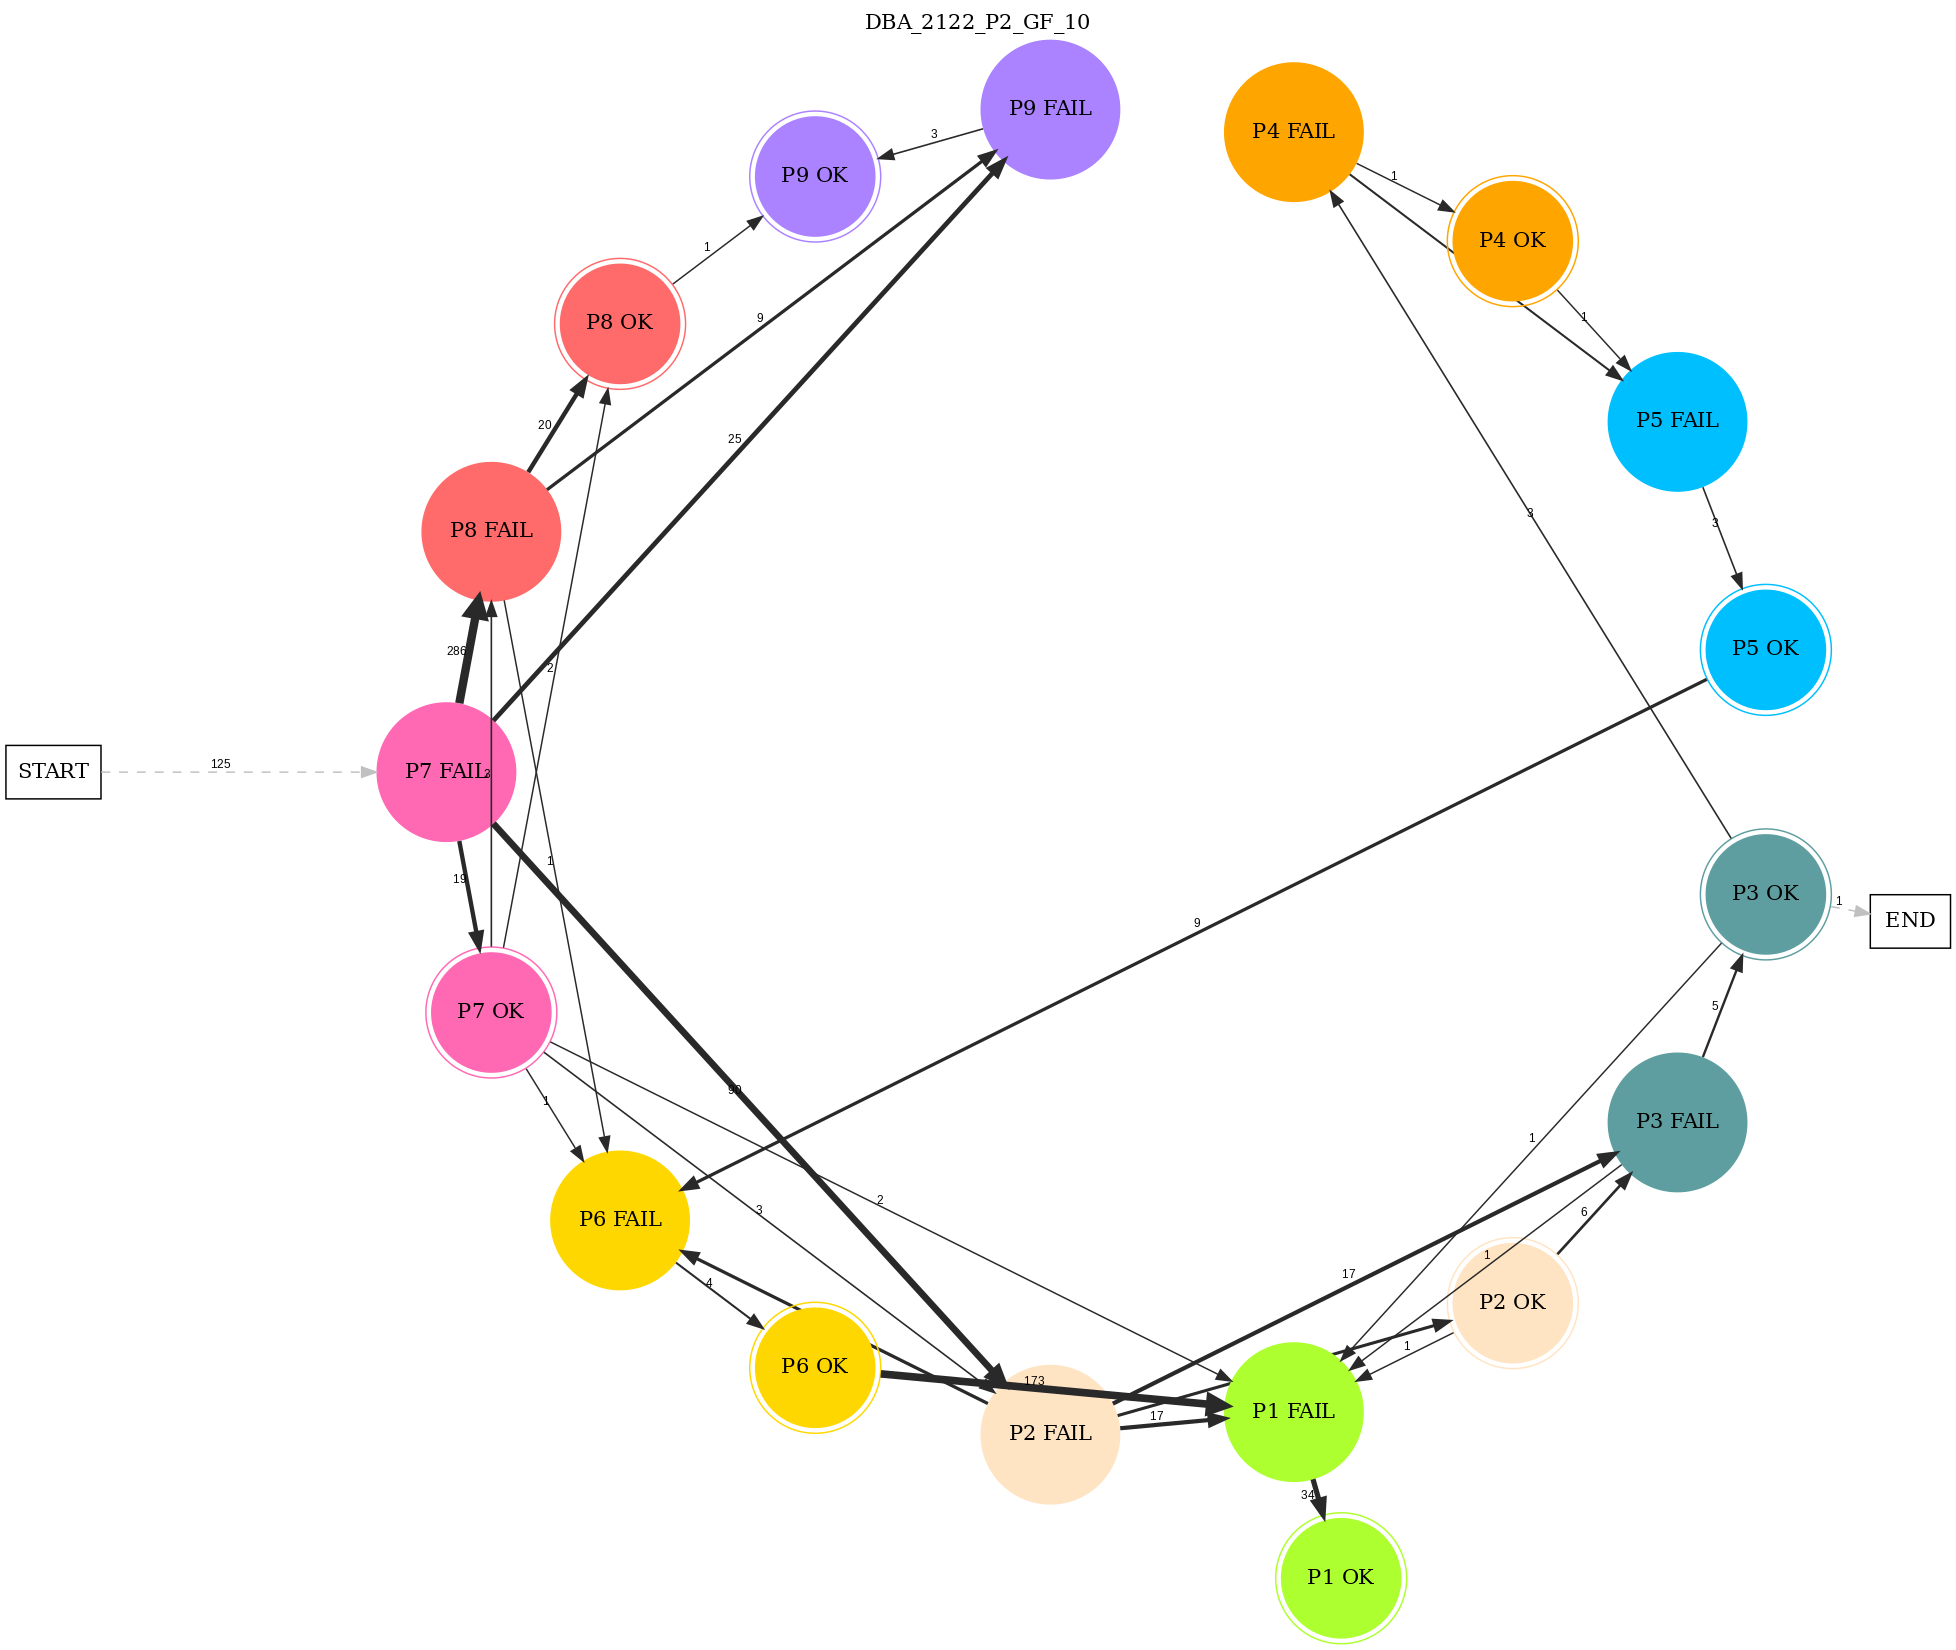 DBA_2122_P2_GF_10
P9 FAIL
P4 FAIL
3
P9 OK
1
P4 OK
1
P8 OK
9
1
P5 FAIL
20
25
3
3
P8 FAIL
286
2
P5 OK
START
125
P7 FAIL
3
1
19
P3 OK
1
END
9
P7 OK
5
90
1
P3 FAIL
1
3
2
6
P6 FAIL
1
17
4
P2 OK
1
P6 OK
173
P2 FAIL
17
P1 FAIL
34
P1 OK